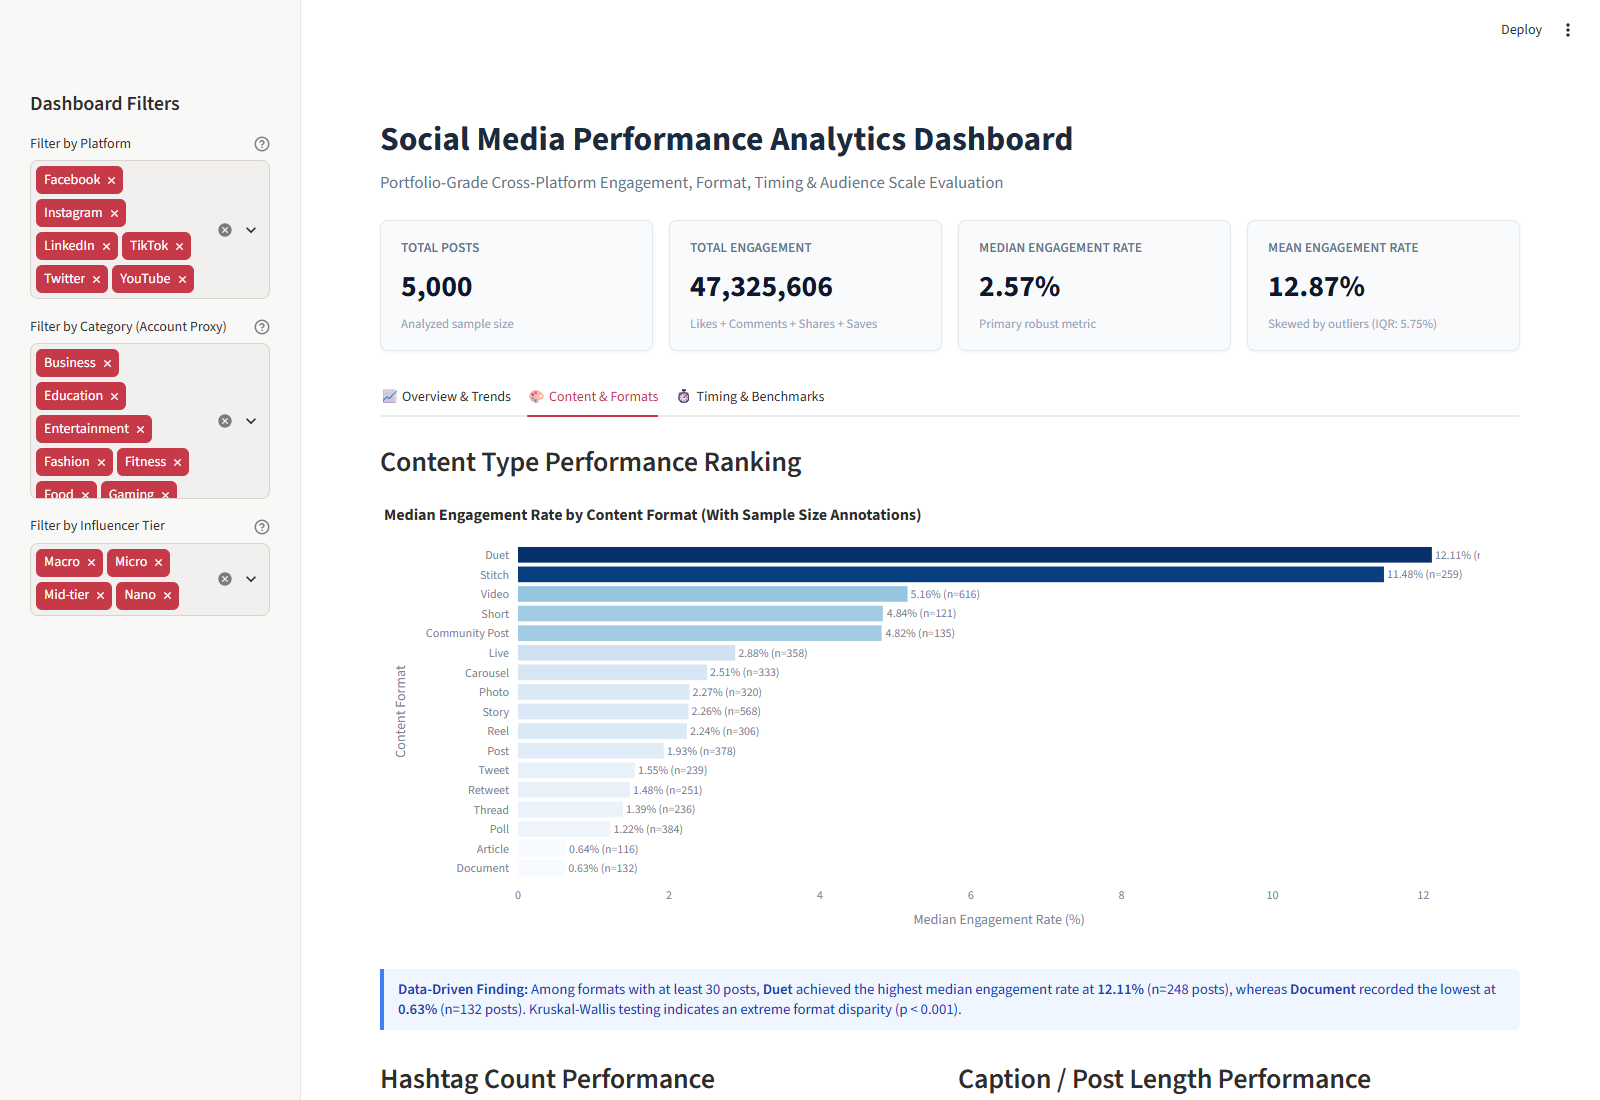 Deploy
Dashboard Filters
Filter by Platform
Facebook
Instagram
LinkedIn TikTok
Twitter YouTube
Filter by Category (Account Proxy)
Business
Education
Entertainment
Fashion Fitness
Food Gaming
Filter by Influencer Tier
Macro Micro
Mid-tier Nano
Social Media Performance Analytics Dashboard
Portfolio-Grade Cross-Platform Engagement, Format, Timing & Audience Scale Evaluation
TOTAL POSTS
5,000
Analyzed sample size
TOTAL ENGAGEMENT
47,325,606
Likes + Comments + Shares + Saves
MEDIAN ENGAGEMENT RATE
2.57%
Primary robust metric
MEAN ENGAGEMENT RATE
12.87%
Skewed by outliers (IQR: 5.75%)
Overview & Trends Content & Formats Timing & Benchmarks
Content Type Performance Ranking
Median Engagement Rate by Content Format (With Sample Size Annotations)
Content Format
Duet 12.11%
Stitch 11.48% (n=259)
Video 5.16% (n=616)
Short 4.84% (n=121)
Community Post 4.82% (n=135)
Live 2.88% (n=358)
Carousel 2.51% (n=333)
Photo 2.27% (n=320)
Story 2.26% (n=568)
Reel 2.24% (n=306)
Post 1.93% (n=378)
Tweet 1.55% (n=239)
Retweet 1.48% (n=251)
Thread 1.39% (n=236)
Poll 1.22% (n=384)
Article 0.64% (n=116)
Document 0.63% (n=132)
0 2 4 6 8 10 12
Median Engagement Rate (%)
Data-Driven Finding: Among formats with at least 30 posts, Duet achieved the highest median engagement rate at 12.11% (n=248 posts), whereas Document recorded the lowest at
0.63% (n=132 posts). Kruskal-Wallis testing indicates an extreme format disparity (p < 0.001).
Hashtag Count Performance
Caption / Post Length Performance